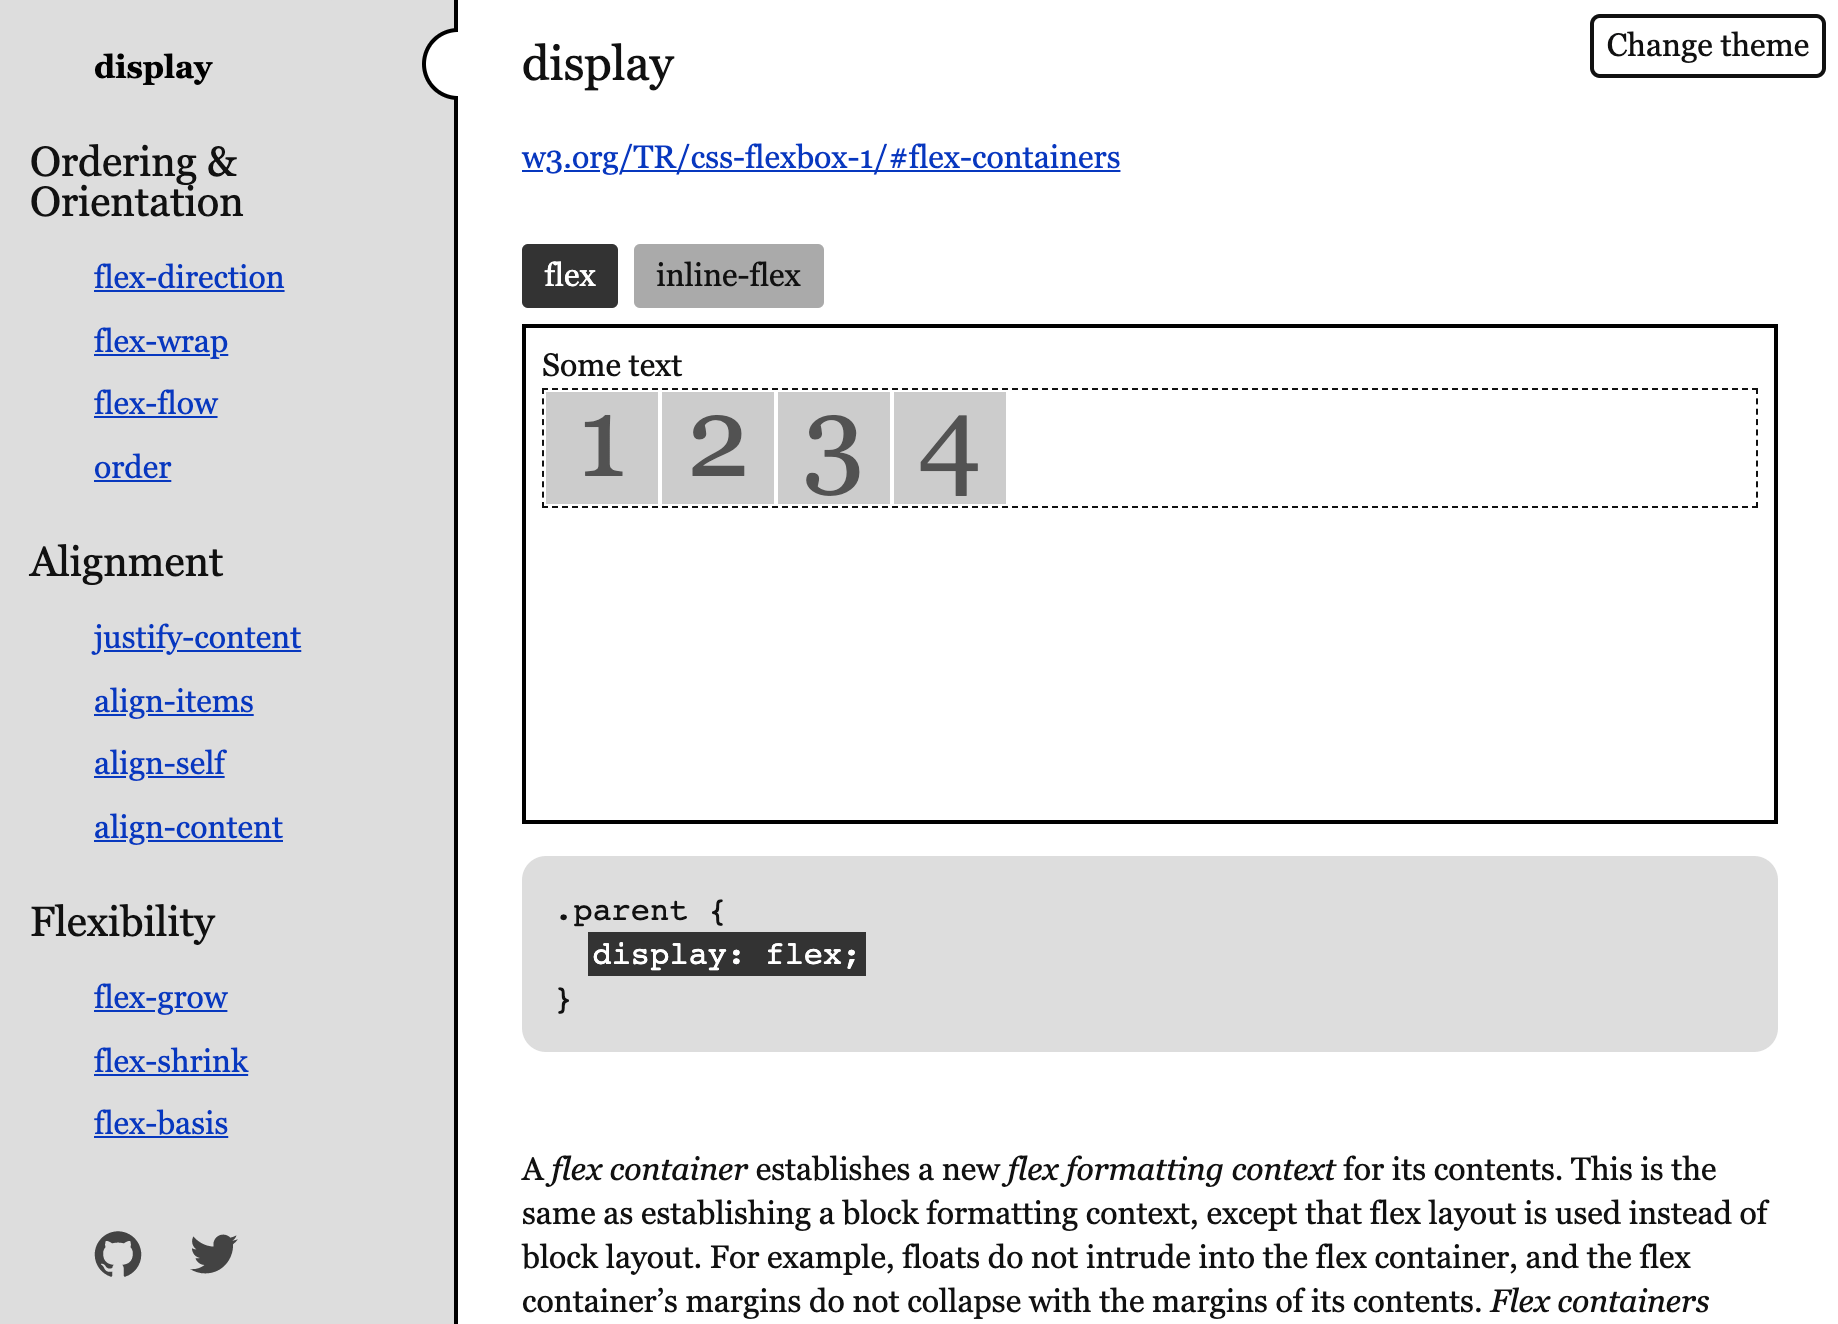 display
Ordering &
Orientation
flex-direction
flex-wrap
flex-flow
order
Alignment
justify-content
align-items
align-self
align-content
Flexibility
flex-grow
flex-shrink
flex-basis
Change theme
display
w3.org/TR/css-flexbox-1/#flex-containers
flex inline-flex
Some text
1 2 3 4
.parent {
display: flex;
}
A flex container establishes a new flex formatting context for its contents. This is the
same as establishing a block formatting context, except that flex layout is used instead of
block layout. For example, floats do not intrude into the flex container, and the flex
container’s margins do not collapse with the margins of its contents. Flex containers